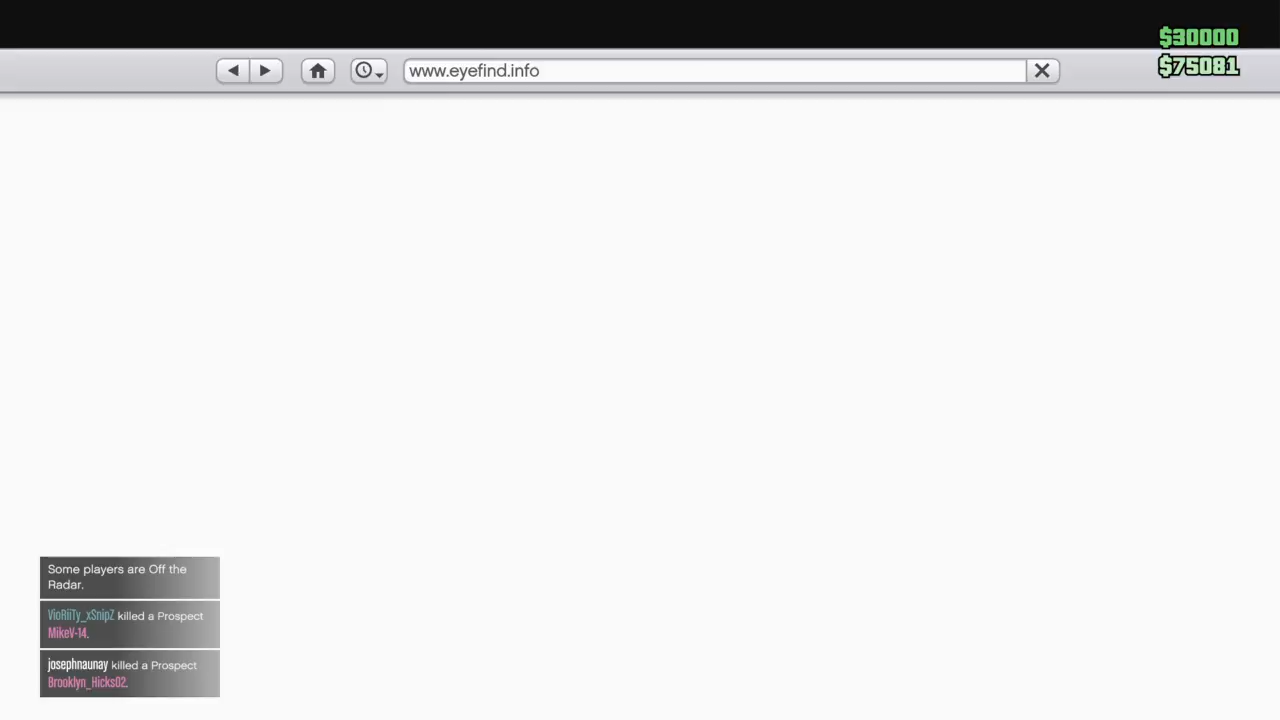 $30000
www.eyefind.info
$75081
Some players are Off the
Radar.
VioRiiTy_xSnipZ killed a Prospect
MikeV-14.
josephnaunay killed a Prospect
Brooklyn_Hicks02.